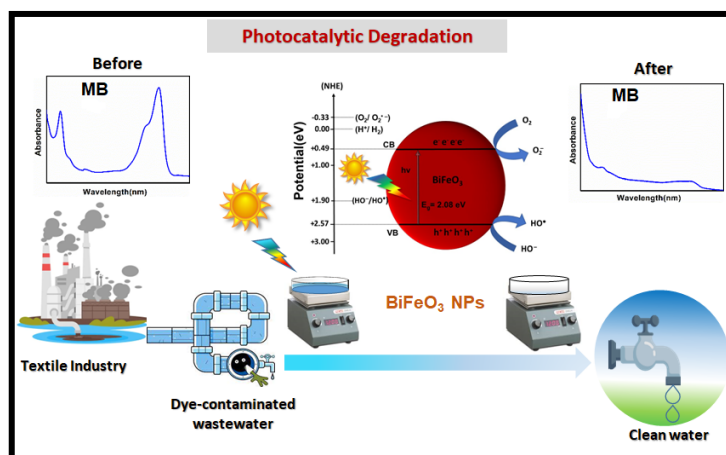 Photocatalytic Degradation
Before
MB
Absorbance
Wavelength(nm)
(NHE)
Potential(eV)
-0.33
0.00
+0.49
+1.00
+1.90
+2.57
+3.00
(O₂/ O₂•−)
(H⁺/ H₂)
(HO⁻/HO•)
CB
VB
e⁻ e⁻ e⁻ e⁻
hν
BiFeO₃
E₉= 2.08 eV
h⁺ h⁺ h⁺ h⁺
O₂
O₂⁻
HO•
HO⁻
After
MB
Absorbance
Wavelength(nm)
Textile Industry
Dye-contaminated
wastewater
BiFeO₃ NPs
Clean water